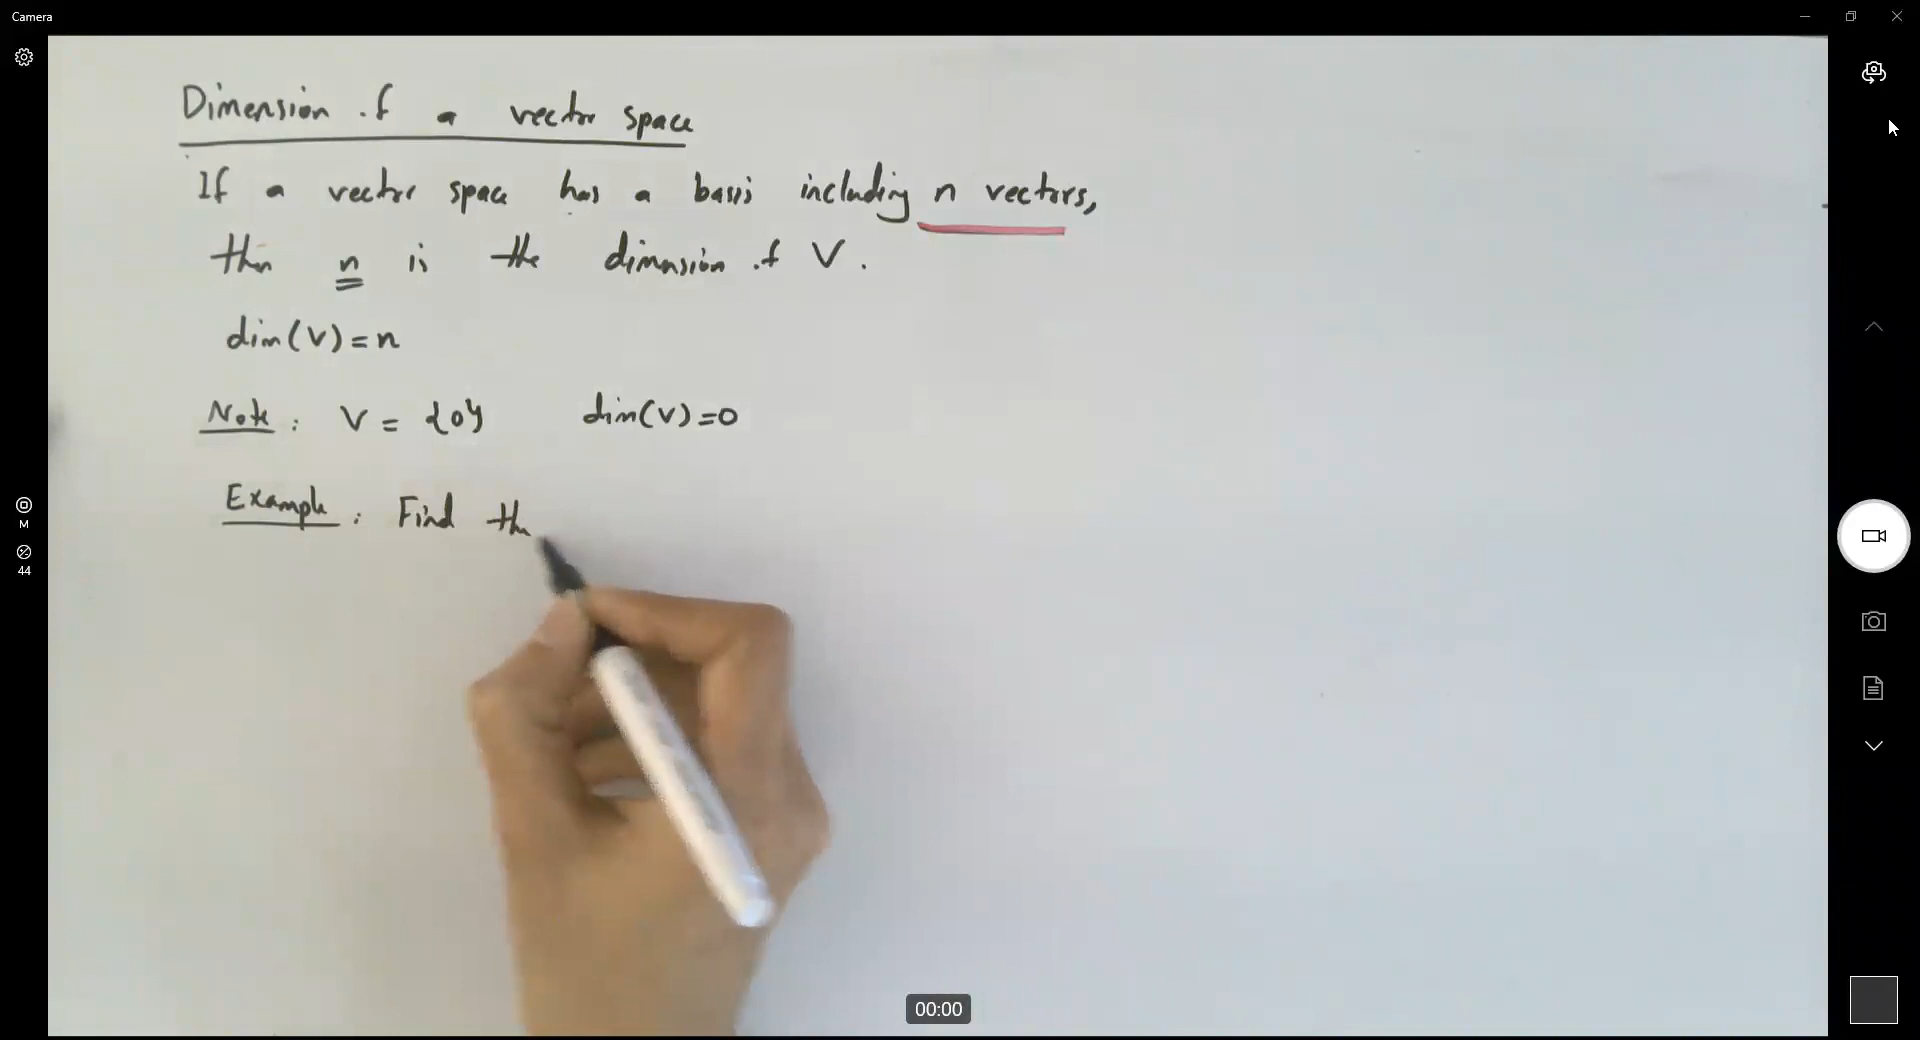 Camera
Dimension of a vector space
If a vector space has a basis including n vectors,
then n is the dimension of V.
dim(V)=n
Note: V = {0} dim(V)=0
Example: Find the
M
44
00:00